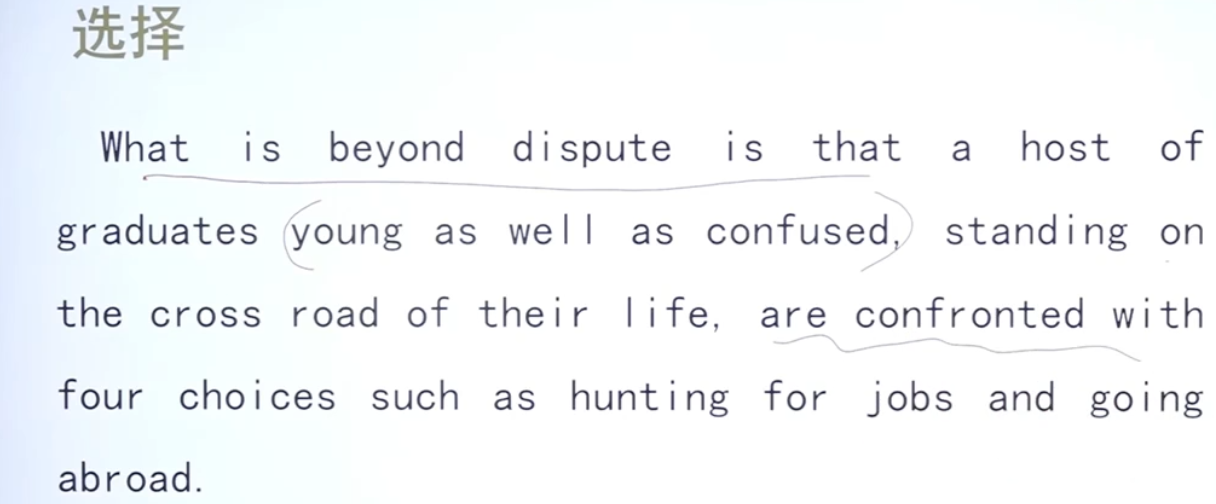 选择
What is beyond dispute is that a host of
graduates young as well as confused, standing on
the cross road of their life, are confronted with
four choices such as hunting for jobs and going
abroad.